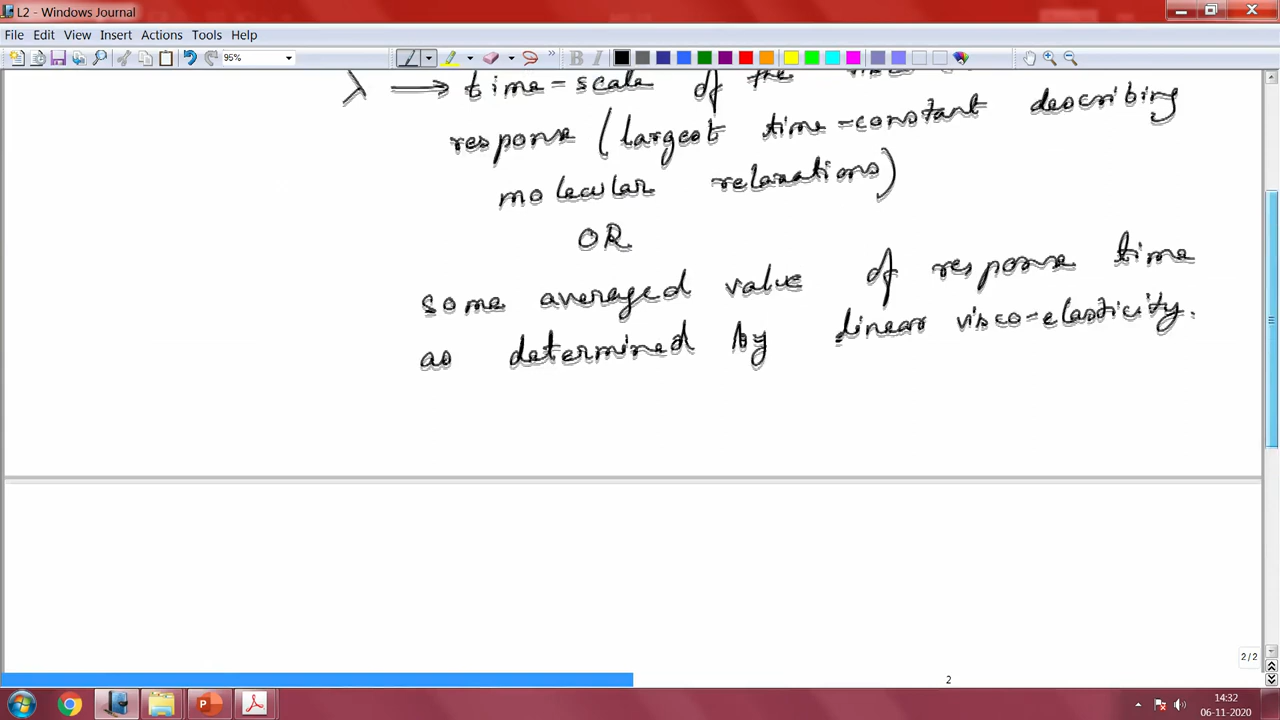 L2 - Windows Journal
File Edit View Insert Actions Tools Help
95%
λ → time-scale of the
response (largest time-constant describing
molecular relaxations)
OR
some averaged value of response time
as determined by linear visco-elasticity.
2/2
2
14:32
06-11-2020